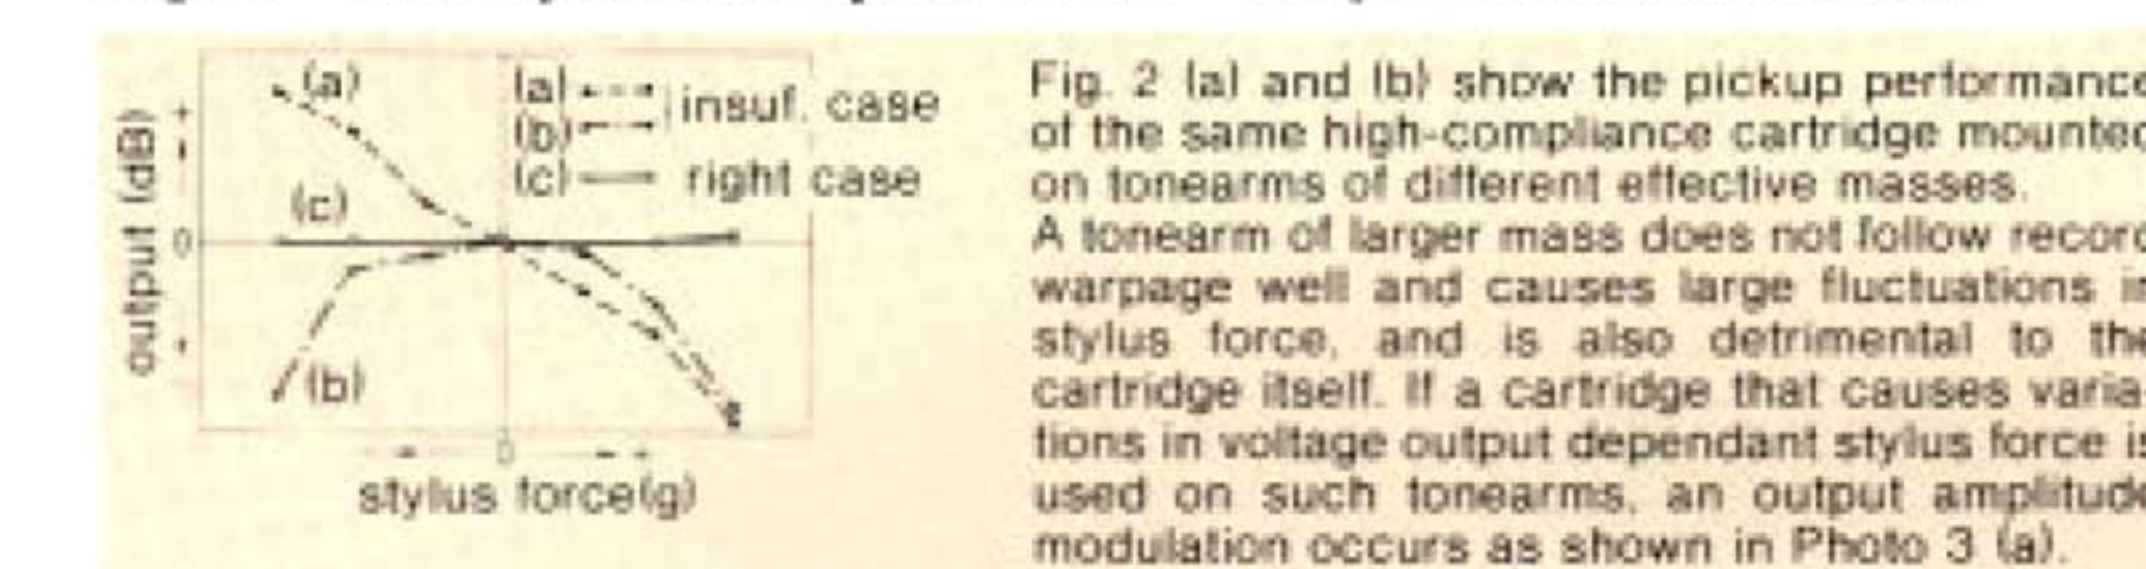 (a)
(a)
(b)
insuf. case
(c)
right case
(c)
(b)
output (dB)
+
0
0
stylus force(g)
Fig. 2 (a) and (b) show the pickup performance
of the same high-compliance cartridge mounted
on tonearms of different effective masses.
A tonearm of larger mass does not follow record
warpage well and causes large fluctuations in
stylus force, and is also detrimental to the
cartridge itself. If a cartridge that causes varia-
tions in voltage output dependant stylus force is
used on such tonearms, an output amplitude
modulation occurs as shown in Photo 3 (a).